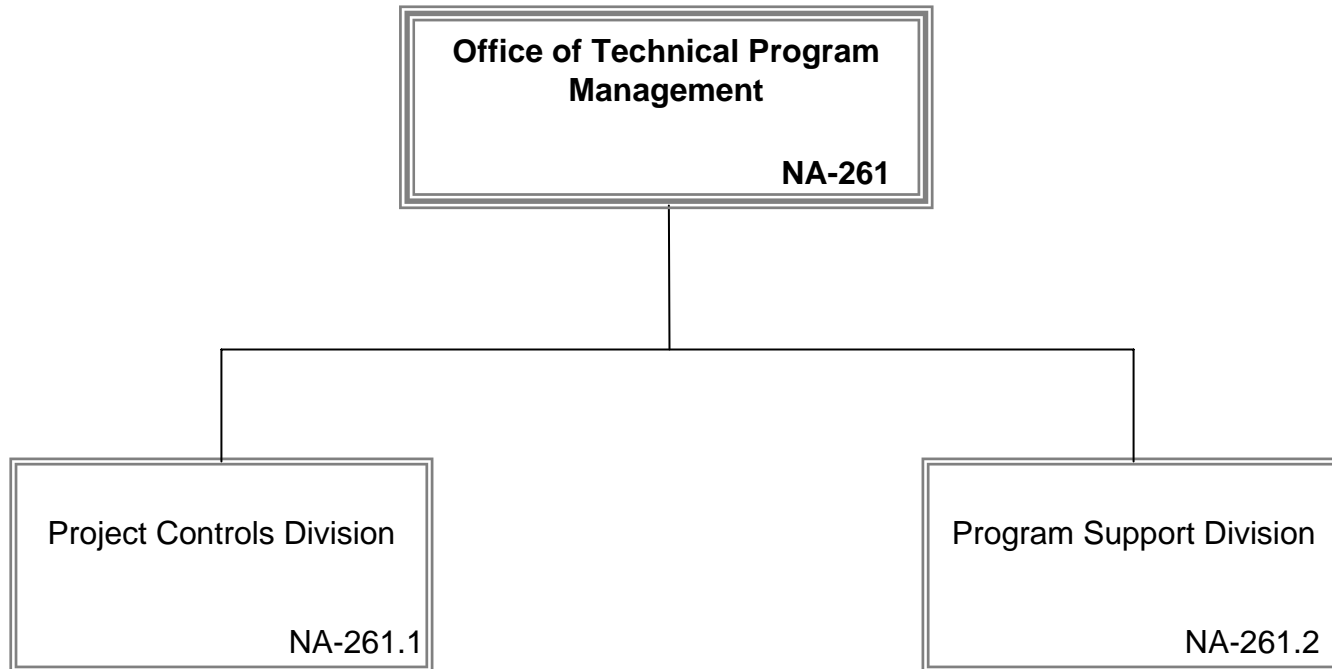 Office of Technical Program
Management
NA-261
Project Controls Division
NA-261.1
Program Support Division
NA-261.2